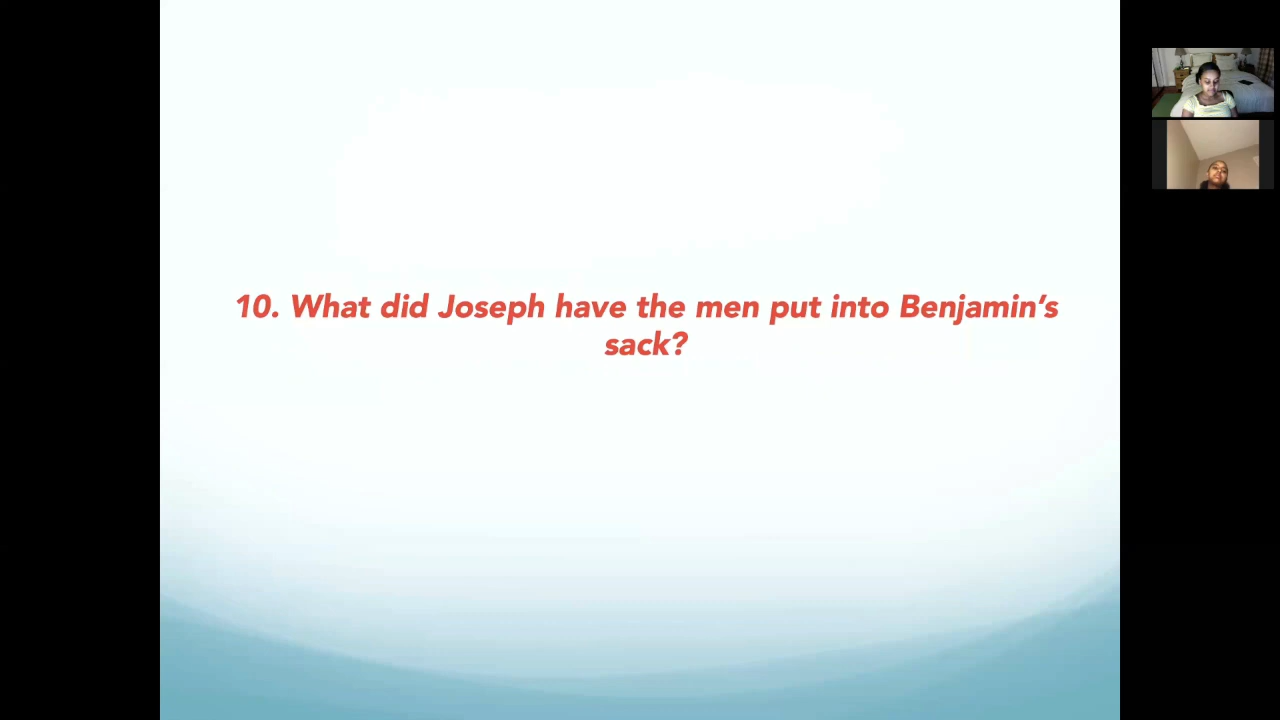 10. What did Joseph have the men put into Benjamin’s
sack?